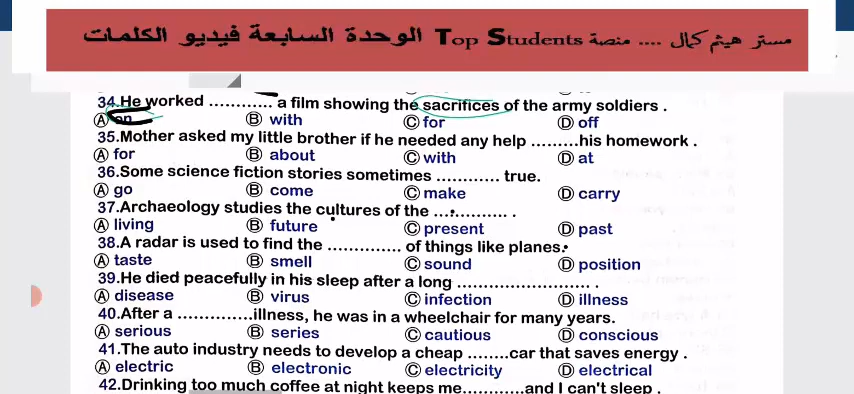 مستر هيثم كمال .... منصة Top Students الوحدة السابعة فيديو الكلمات
34.He worked ............ a film showing the sacrifices of the army soldiers .
Ⓐ on Ⓑ with Ⓒ for Ⓓ off
35.Mother asked my little brother if he needed any help .........his homework .
Ⓐ for Ⓑ about Ⓒ with Ⓓ at
36.Some science fiction stories sometimes ............ true.
Ⓐ go Ⓑ come Ⓒ make Ⓓ carry
37.Archaeology studies the cultures of the .............. .
Ⓐ living Ⓑ future Ⓒ present Ⓓ past
38.A radar is used to find the .............. of things like planes.
Ⓐ taste Ⓑ smell Ⓒ sound Ⓓ position
39.He died peacefully in his sleep after a long ......................... .
Ⓐ disease Ⓑ virus Ⓒ infection Ⓓ illness
40.After a ..............illness, he was in a wheelchair for many years.
Ⓐ serious Ⓑ series Ⓒ cautious Ⓓ conscious
41.The auto industry needs to develop a cheap ........car that saves energy .
Ⓐ electric Ⓑ electronic Ⓒ electricity Ⓓ electrical
42.Drinking too much coffee at night keeps me............and I can't sleep .